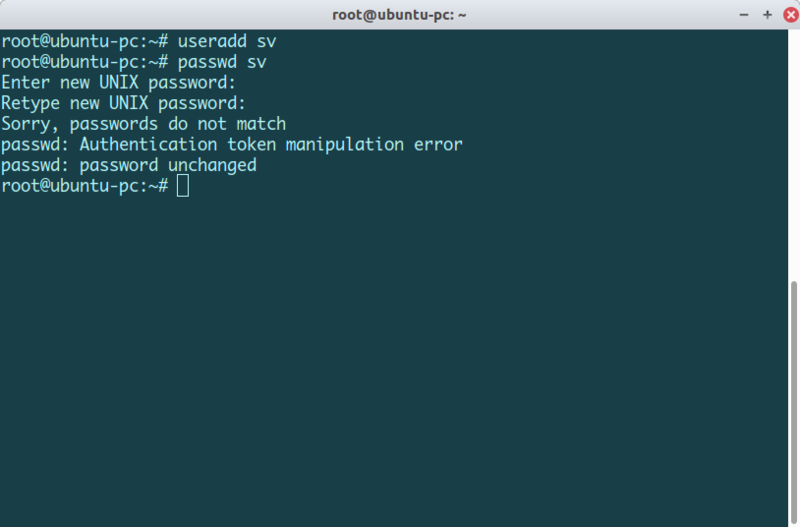 root@ubuntu-pc: ~
root@ubuntu-pc:~# useradd sv
root@ubuntu-pc:~# passwd sv
Enter new UNIX password:
Retype new UNIX password:
Sorry, passwords do not match
passwd: Authentication token manipulation error
passwd: password unchanged
root@ubuntu-pc:~#